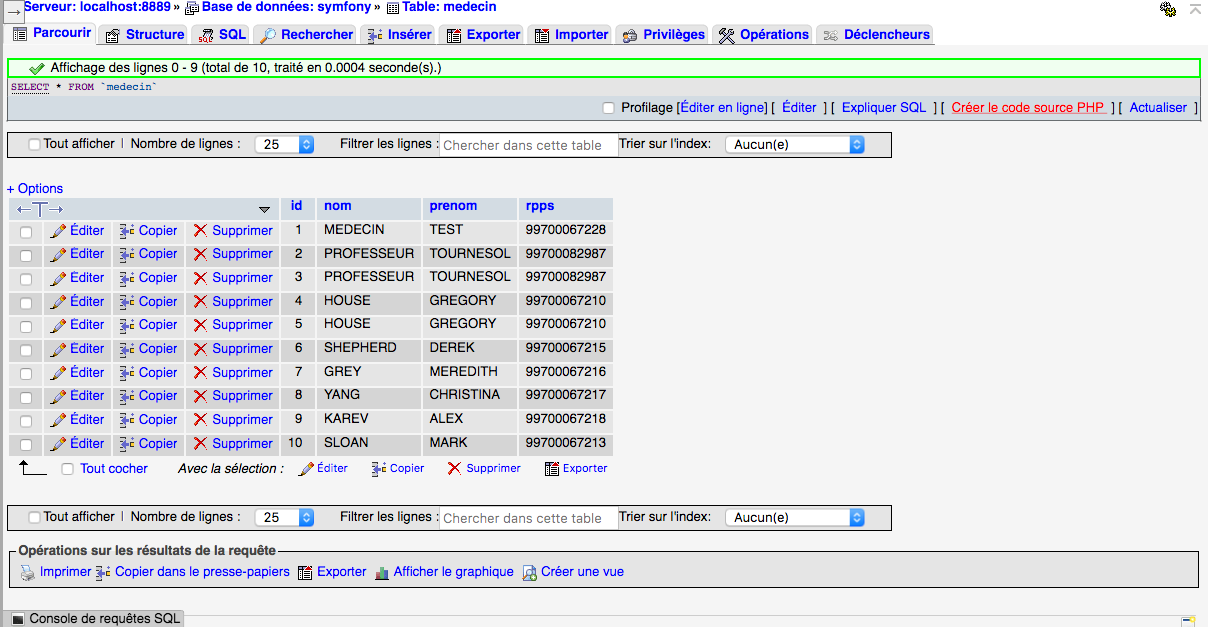 Serveur: localhost:8889 » Base de données: symfony » Table: medecin
Parcourir Structure SQL Rechercher Insérer Exporter Importer Privilèges Opérations Déclencheurs
Affichage des lignes 0 - 9 (total de 10, traité en 0.0004 seconde(s).)
SELECT * FROM `medecin`
Profilage [Éditer en ligne] [ Éditer ] [ Expliquer SQL ] [ Créer le code source PHP ] [ Actualiser ]
Tout afficher | Nombre de lignes : 25 Filtrer les lignes : Chercher dans cette table Trier sur l'index: Aucun(e)
+ Options
←T→ id nom prenom rpps
Éditer Copier Supprimer 1 MEDECIN TEST 99700067228
Éditer Copier Supprimer 2 PROFESSEUR TOURNESOL 99700082987
Éditer Copier Supprimer 3 PROFESSEUR TOURNESOL 99700082987
Éditer Copier Supprimer 4 HOUSE GREGORY 99700067210
Éditer Copier Supprimer 5 HOUSE GREGORY 99700067210
Éditer Copier Supprimer 6 SHEPHERD DEREK 99700067215
Éditer Copier Supprimer 7 GREY MEREDITH 99700067216
Éditer Copier Supprimer 8 YANG CHRISTINA 99700067217
Éditer Copier Supprimer 9 KAREV ALEX 99700067218
Éditer Copier Supprimer 10 SLOAN MARK 99700067213
Tout cocher Avec la sélection : Éditer Copier Supprimer Exporter
Tout afficher | Nombre de lignes : 25 Filtrer les lignes : Chercher dans cette table Trier sur l'index: Aucun(e)
Opérations sur les résultats de la requête
Imprimer Copier dans le presse-papiers Exporter Afficher le graphique Créer une vue
Console de requêtes SQL